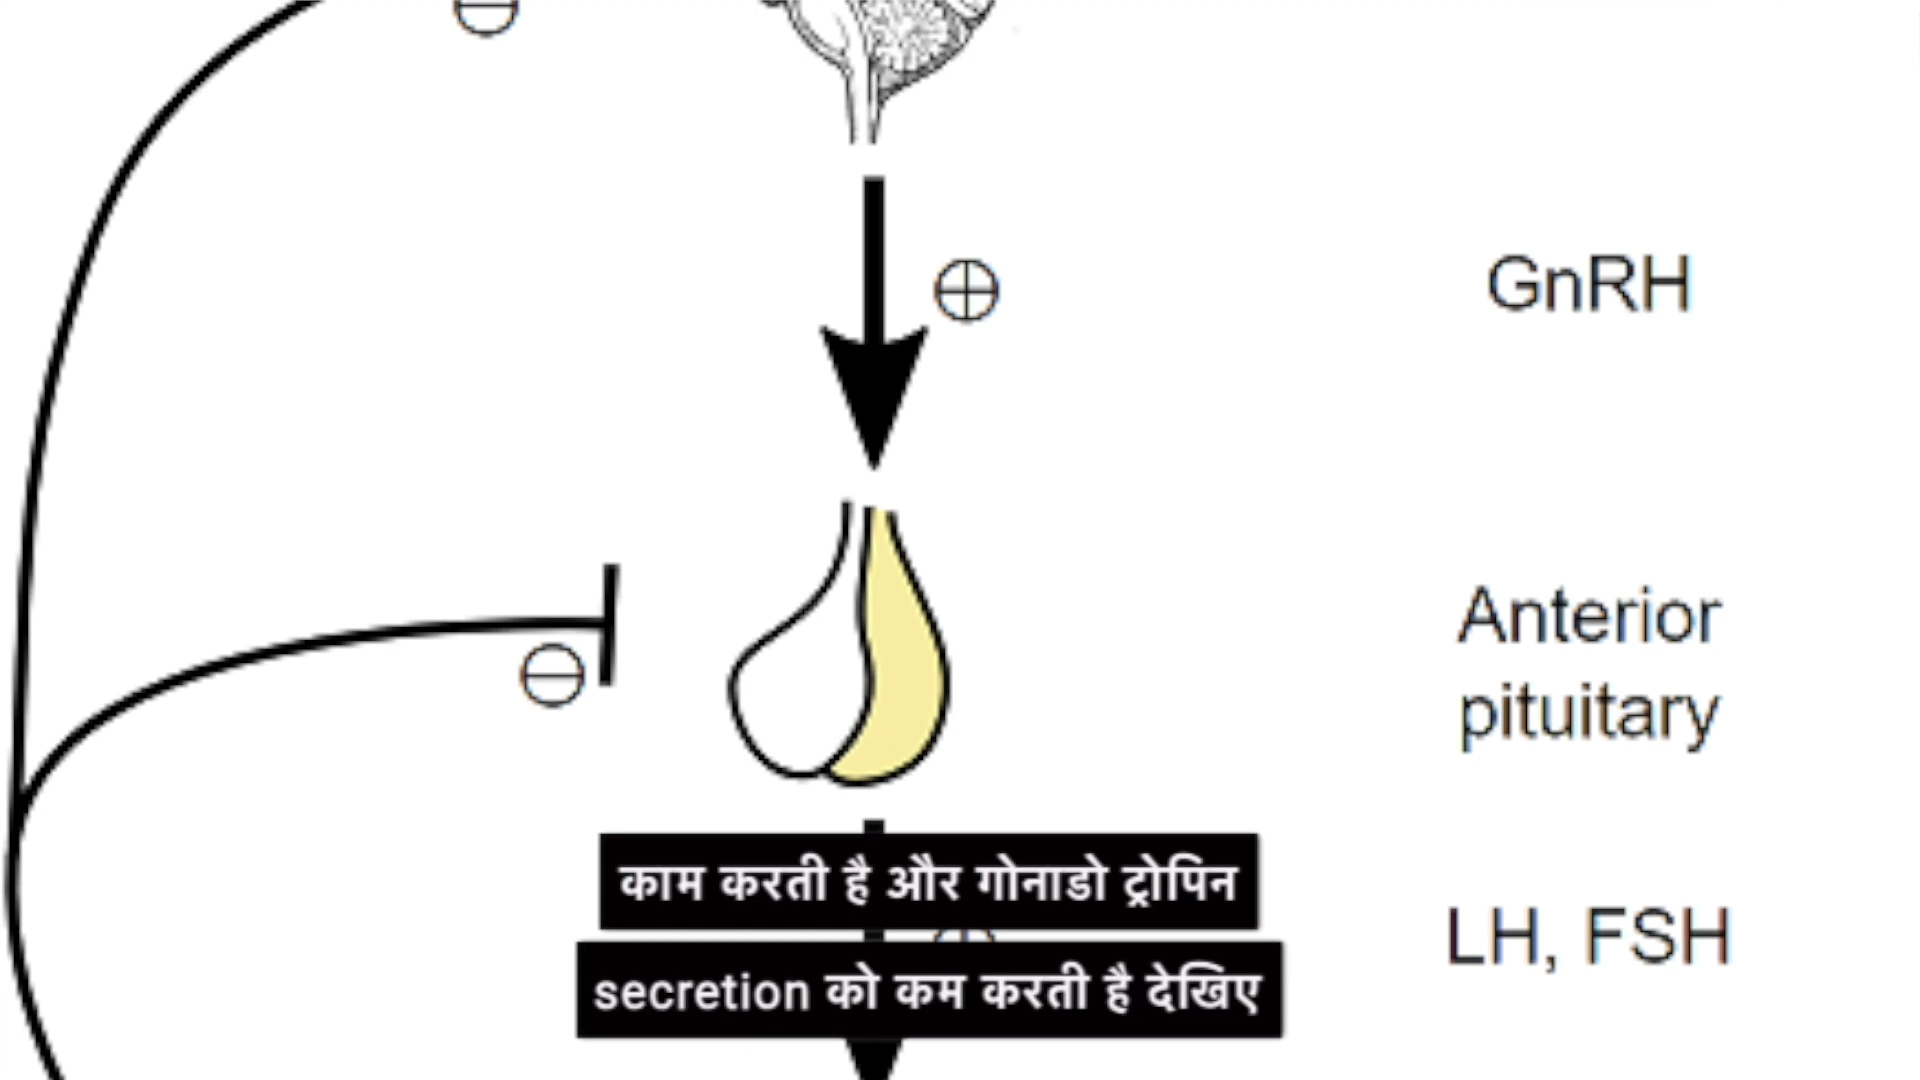 GnRH
Anterior
pituitary
काम करती है और गोनाडो ट्रोपिन
secretion को कम करती है देखिए
LH, FSH